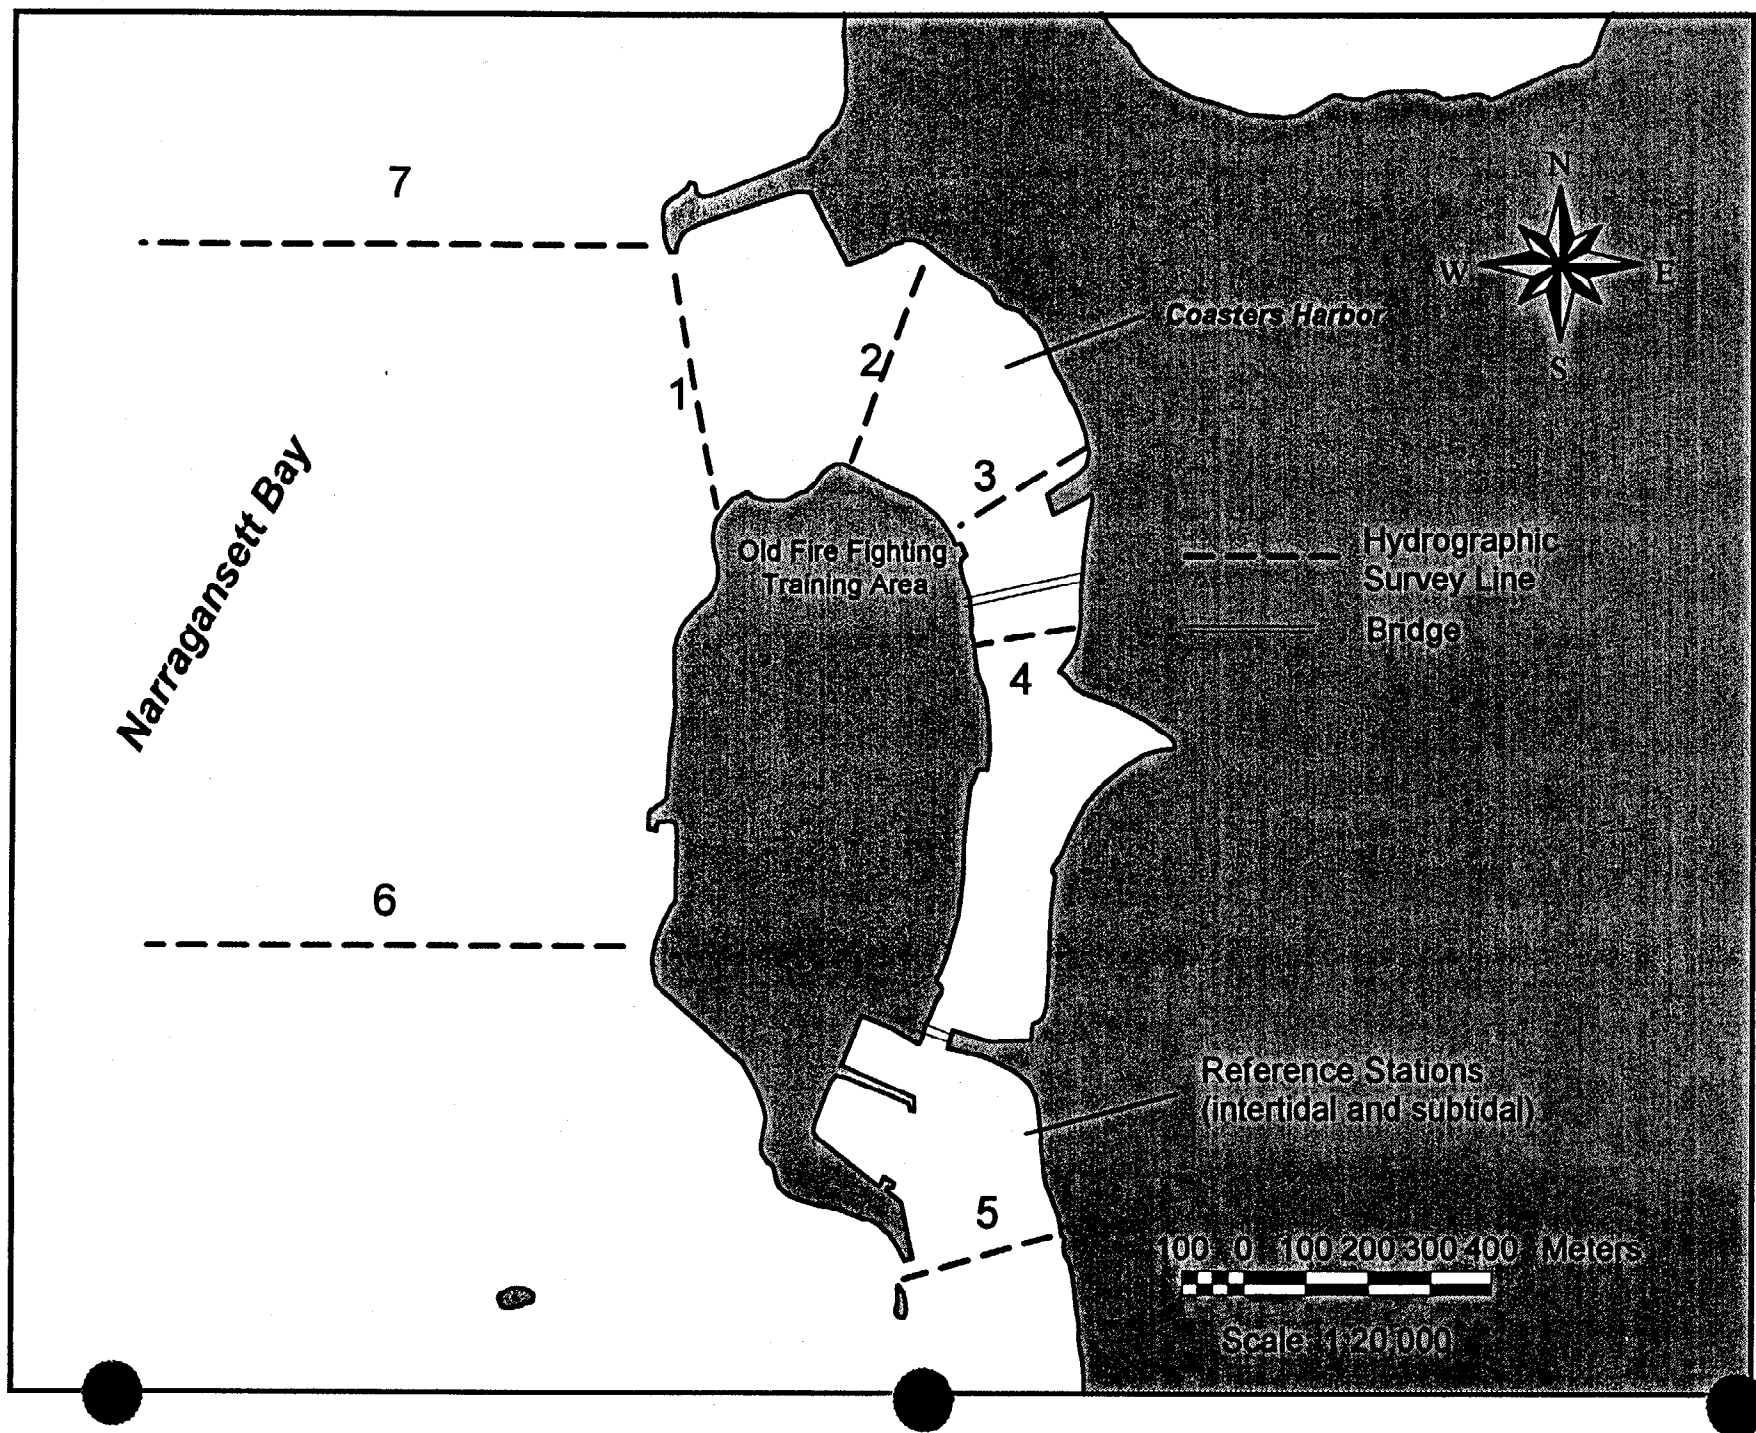 7
N
W
E
Coasters Harbor
S
2
1
3
Narragansett Bay
Old Fire Fighting
Training Area
Hydrographic
Survey Line
Bridge
4
6
Reference Stations
(intertidal and subtidal)
5
100 0 100 200 300 400 Meters
Scale 1:20,000